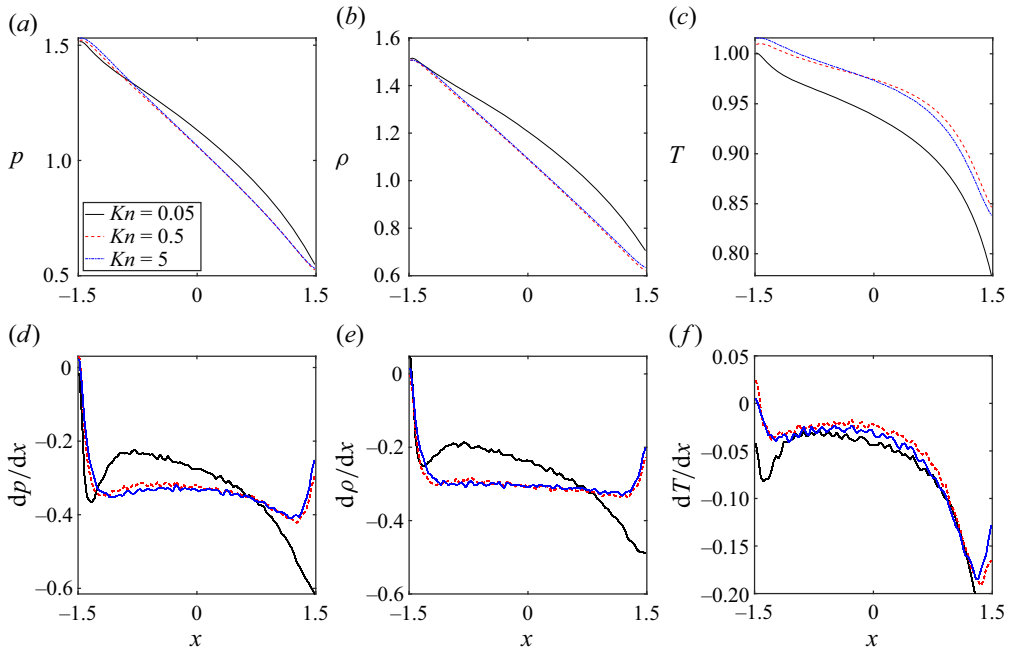 (a)
(b)
(c)
1.5
1.0
0.5
p
Kn = 0.05
Kn = 0.5
Kn = 5
–1.5
0
1.5
1.6
1.4
1.2
1.0
0.8
0.6
ρ
–1.5
0
1.5
1.00
0.95
0.90
0.85
0.80
T
–1.5
0
1.5
(d)
(e)
(f)
0
–0.2
–0.4
–0.6
dp/dx
–1.5
0
1.5
x
0
–0.2
–0.4
–0.6
dρ/dx
–1.5
0
1.5
x
0.05
0
–0.05
–0.10
–0.15
–0.20
dT/dx
–1.5
0
1.5
x